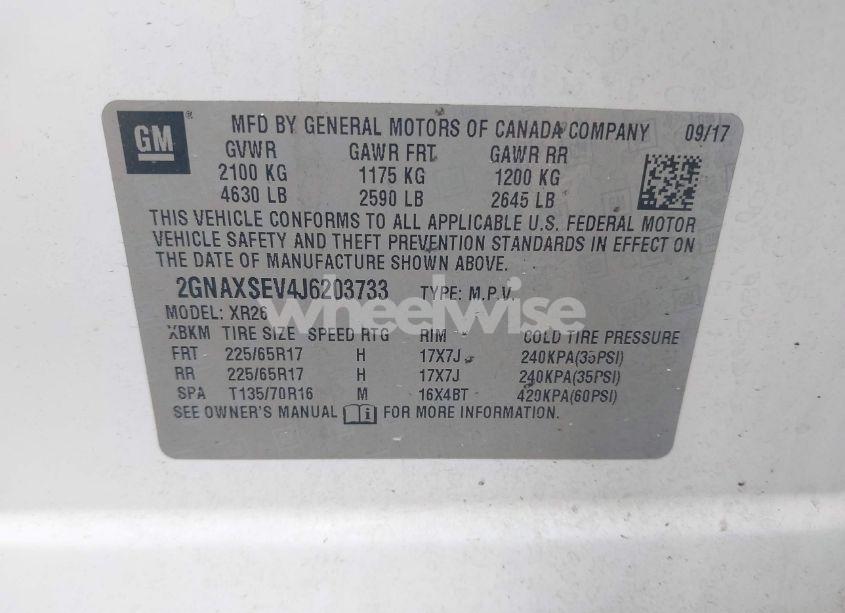 GM ® MFD BY GENERAL MOTORS OF CANADA COMPANY 09/17
GVWR GAWR FRT GAWR RR
2100 KG 1175 KG 1200 KG
4630 LB 2590 LB 2645 LB
THIS VEHICLE CONFORMS TO ALL APPLICABLE U.S. FEDERAL MOTOR
VEHICLE SAFETY AND THEFT PREVENTION STANDARDS IN EFFECT ON
THE DATE OF MANUFACTURE SHOWN ABOVE.
2GNAXSEV4J6203733 TYPE: M.P.V.
wheelwise
MODEL: XR26
XBKM TIRE SIZE SPEED RTG RIM COLD TIRE PRESSURE
FRT 225/65R17 H 17X7J 240KPA(35PSI)
RR 225/65R17 H 17X7J 240KPA(35PSI)
SPA T135/70R16 M 16X4BT 420KPA(60PSI)
SEE OWNER'S MANUAL FOR MORE INFORMATION.